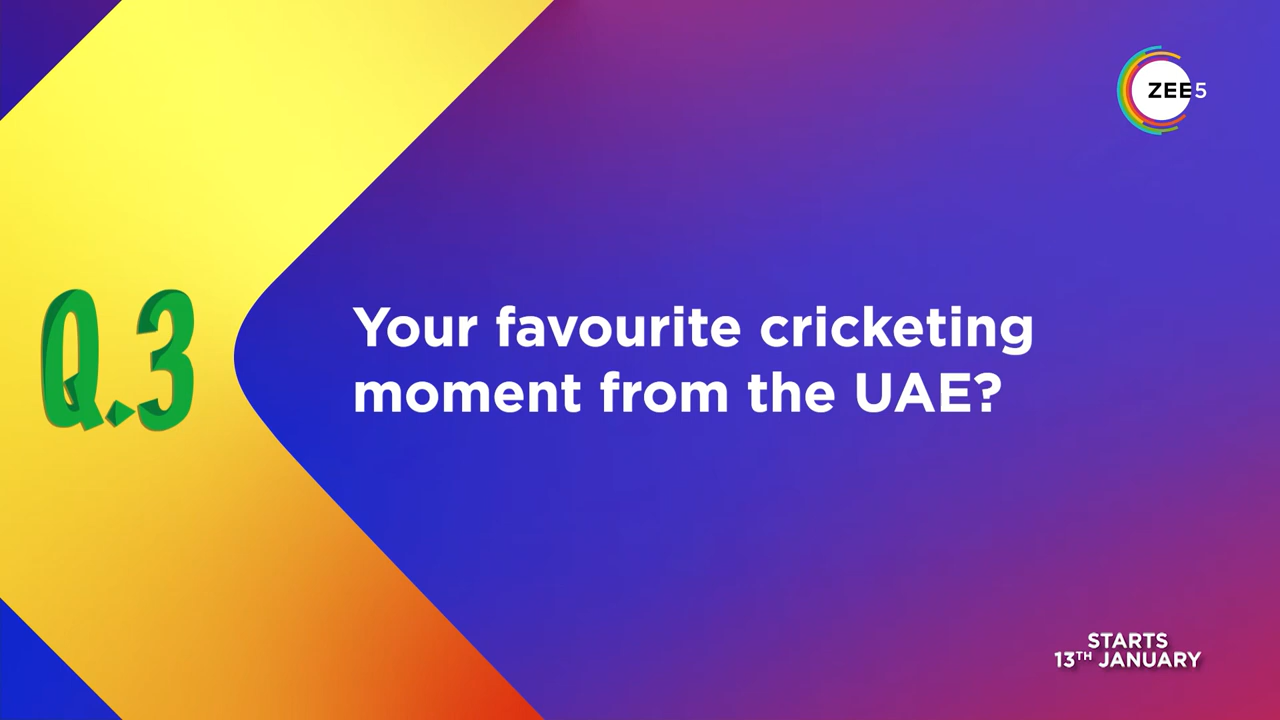 ZEE5
Q.3
Your favourite cricketing
moment from the UAE?
STARTS
13TH JANUARY